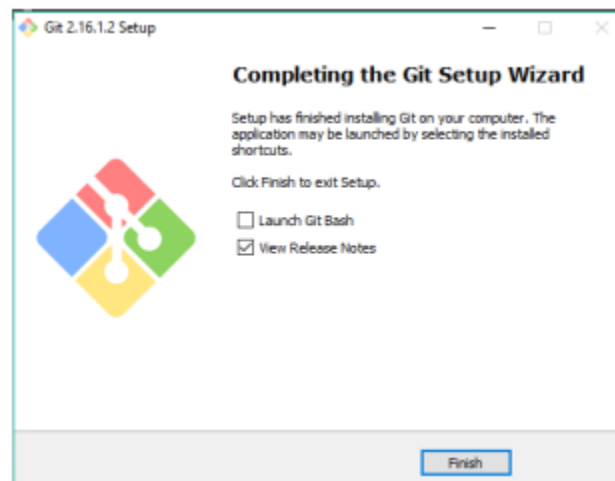 Git 2.16.1.2 Setup
Completing the Git Setup Wizard
Setup has finished installing Git on your computer. The
application may be launched by selecting the installed
shortcuts.
Click Finish to exit Setup.
Launch Git Bash
View Release Notes
Finish